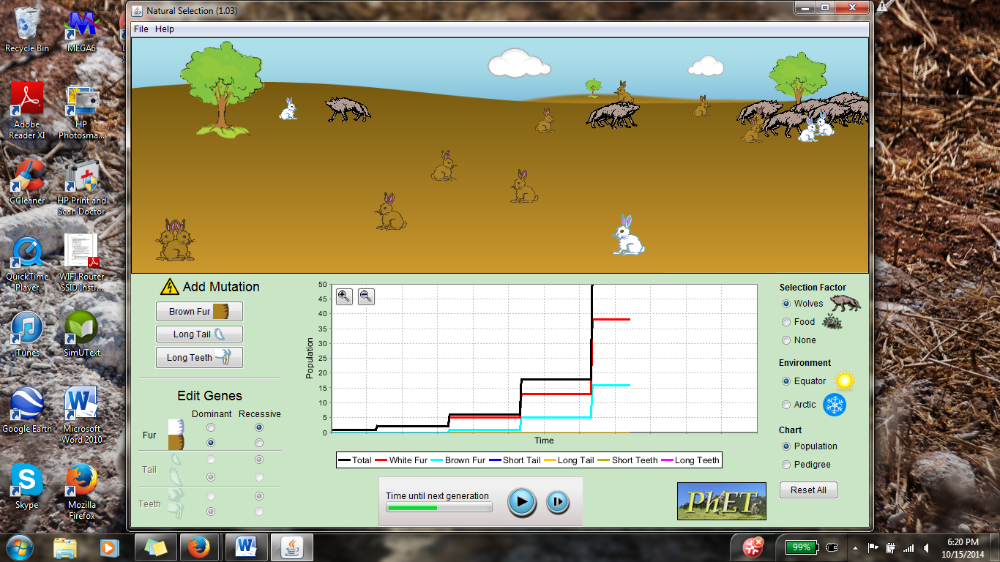 Natural Selection (1.03)
File Help
Recycle Bin
MEGA6
Adobe
Reader XI
HP
Photosma...
CCleaner
HP Print and
Scan Doctor
QuickTime
Player
WIFI Router
SSID Instr...
iTunes
SimUText
Google Earth
Microsoft
Word 2010
Skype
Mozilla
Firefox
Add Mutation
Brown Fur
Long Tail
Long Teeth
Edit Genes
Dominant Recessive
Fur
Tail
Teeth
Population
50
45
40
35
30
25
20
15
10
5
0
Time
Total White Fur Brown Fur Short Tail Long Tail Short Teeth Long Teeth
Time until next generation
PhET
Selection Factor
Wolves
Food
None
Environment
Equator
Arctic
Chart
Population
Pedigree
Reset All
99%
6:20 PM
10/15/2014